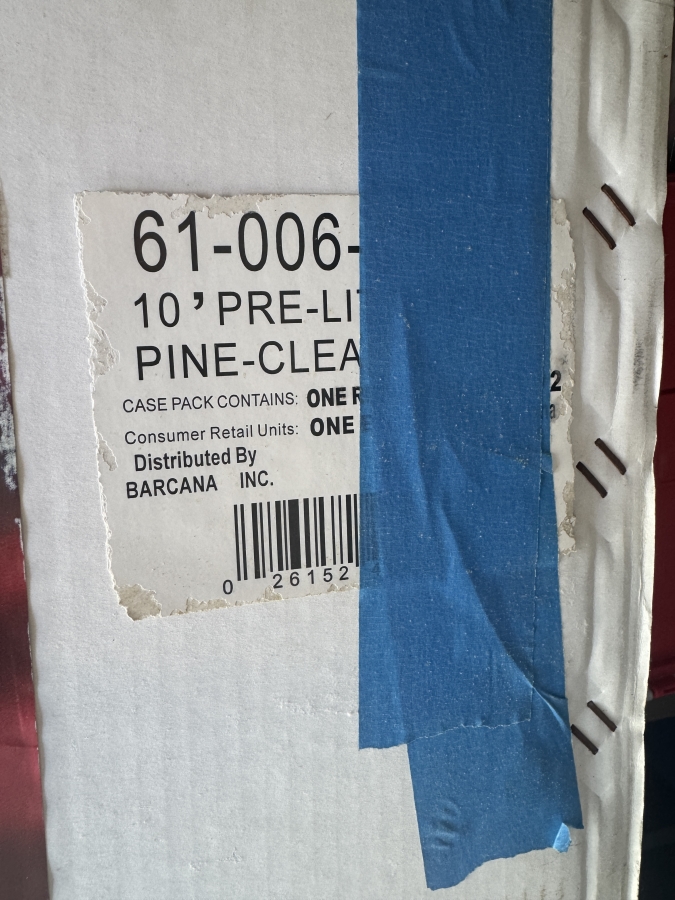 61-006-
10' PRE-LI
PINE-CLEA
CASE PACK CONTAINS: ONE R
Consumer Retail Units: ONE
Distributed By
BARCANA INC.
0 26152
2